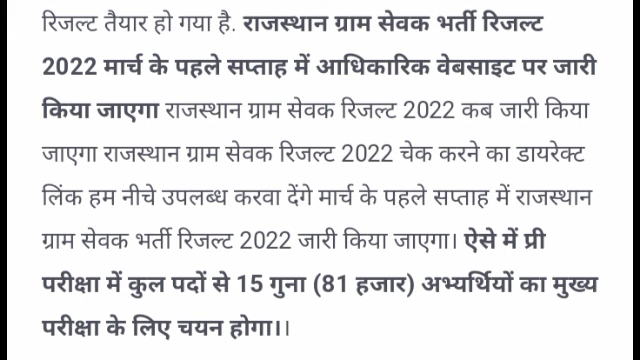 रिजल्ट तैयार हो गया है. राजस्थान ग्राम सेवक भर्ती रिजल्ट
2022 मार्च के पहले सप्ताह में आधिकारिक वेबसाइट पर जारी
किया जाएगा राजस्थान ग्राम सेवक रिजल्ट 2022 कब जारी किया
जाएगा राजस्थान ग्राम सेवक रिजल्ट 2022 चेक करने का डायरेक्ट
लिंक हम नीचे उपलब्ध करवा देंगे मार्च के पहले सप्ताह में राजस्थान
ग्राम सेवक भर्ती रिजल्ट 2022 जारी किया जाएगा। ऐसे में प्री
परीक्षा में कुल पदों से 15 गुना (81 हजार) अभ्यर्थियों का मुख्य
परीक्षा के लिए चयन होगा।।